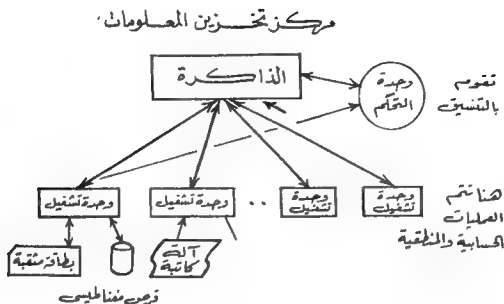 مركز تخزين المعلومات
الذاكرة
وحدة
التحكم
تقوم
بالتنسيق
وحدة تشغيل
وحدة تشغيل
..
وحدة
تشغيل
وحدة
تشغيل
هنا تتم
العمليات
الحسابية والمنطقية
بطاقة مثقبة
آلة
كاتبة
قرص مغناطيسى